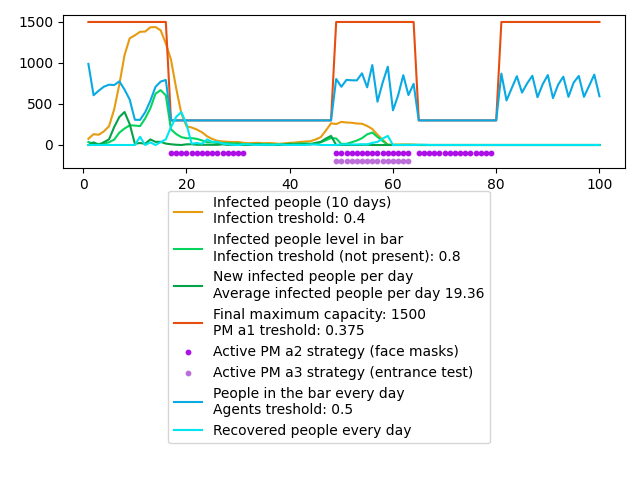 1500
1000
500
0
0 20 40 60 80 100
Infected people (10 days)
Infection treshold: 0.4
Infected people level in bar
Infection treshold (not present): 0.8
New infected people per day
Average infected people per day 19.36
Final maximum capacity: 1500
PM a1 treshold: 0.375
Active PM a2 strategy (face masks)
Active PM a3 strategy (entrance test)
People in the bar every day
Agents treshold: 0.5
Recovered people every day